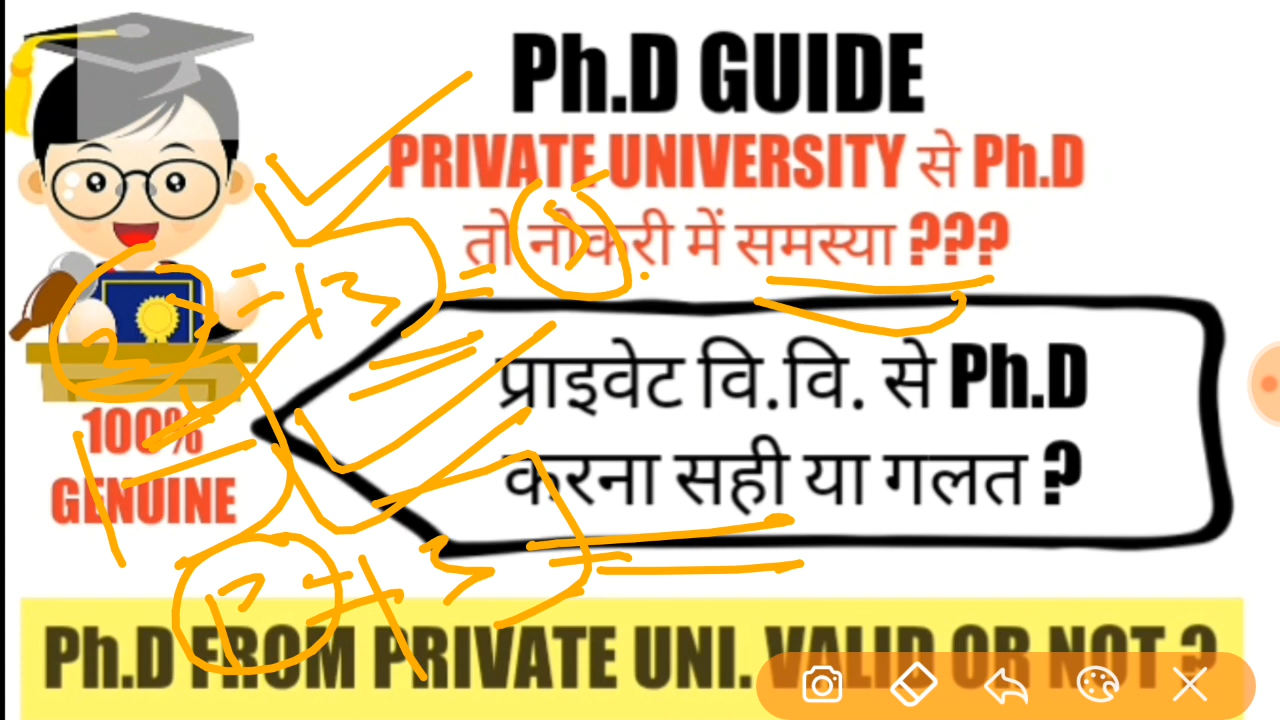 Ph.D GUIDE
PRIVATE UNIVERSITY से Ph.D
तो नौकरी में समस्या ???
प्राइवेट वि.वि. से Ph.D
करना सही या गलत ?
100%
GENUINE
Ph.D FROM PRIVATE UNI. VALID OR NOT ?